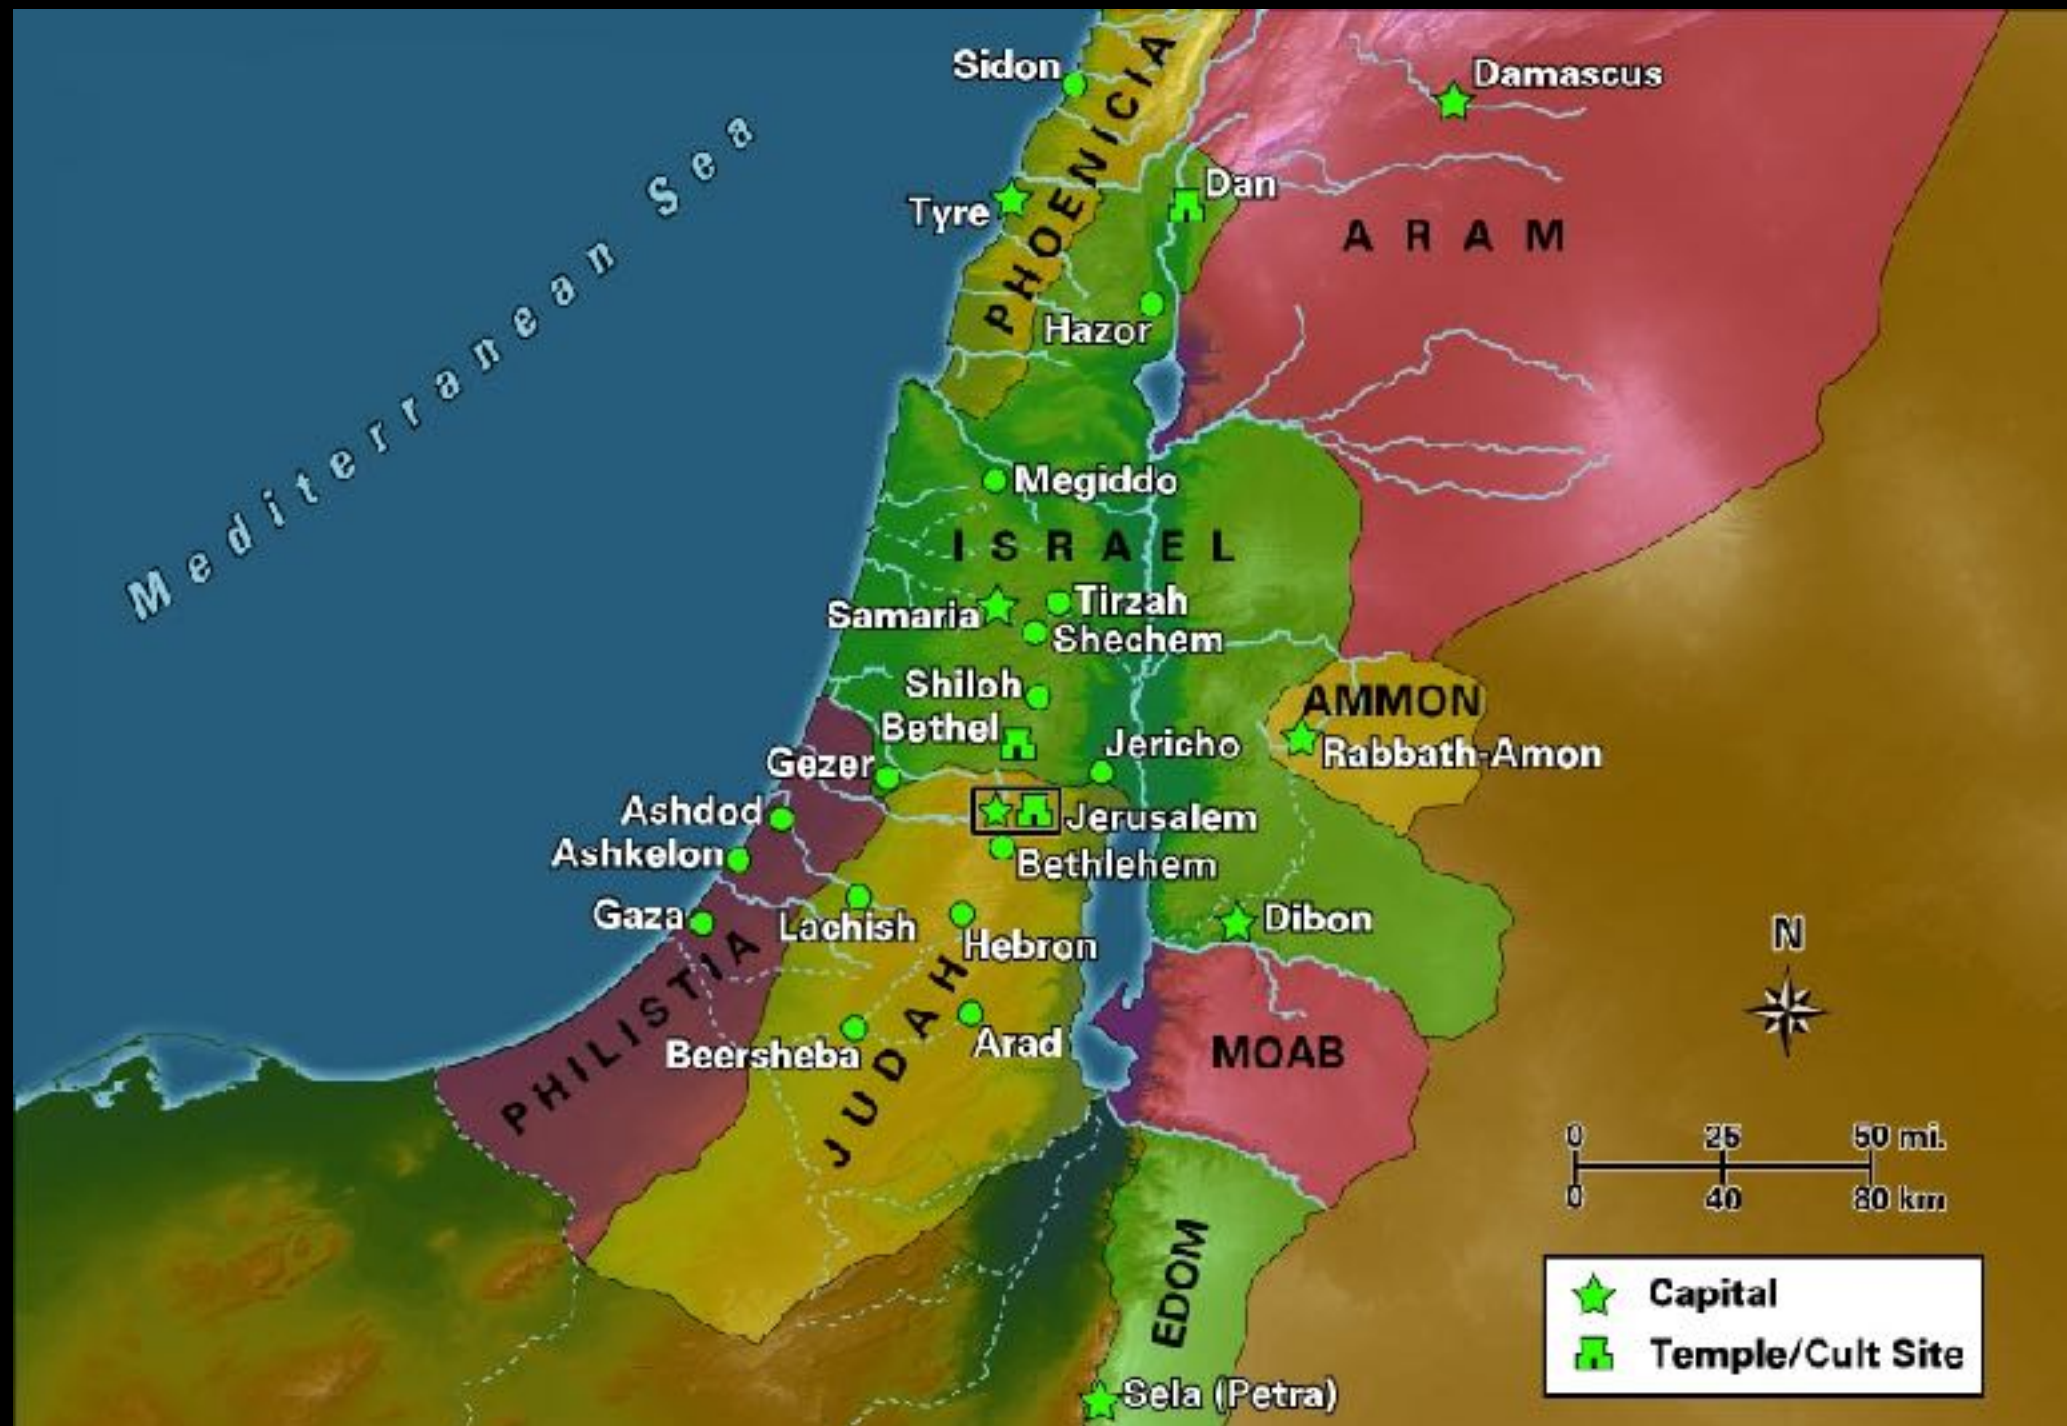 Sidon
Damascus
PHOENICIA
Mediterranean Sea
Dan
Tyre
ARAM
Hazor
Megiddo
ISRAEL
Samaria
Tirzah
Shechem
Shiloh
AMMON
Bethel
Jericho
Rabbath-Amon
Gezer
Ashdod
Jerusalem
Ashkelon
Bethlehem
Gaza
Lachish
Dibon
Hebron
N
PHILISTIA
JUDAH
Arad
Beersheba
MOAB
0 25 50 mi.
0 40 80 km
EDOM
Capital
Temple/Cult Site
Sela (Petra)